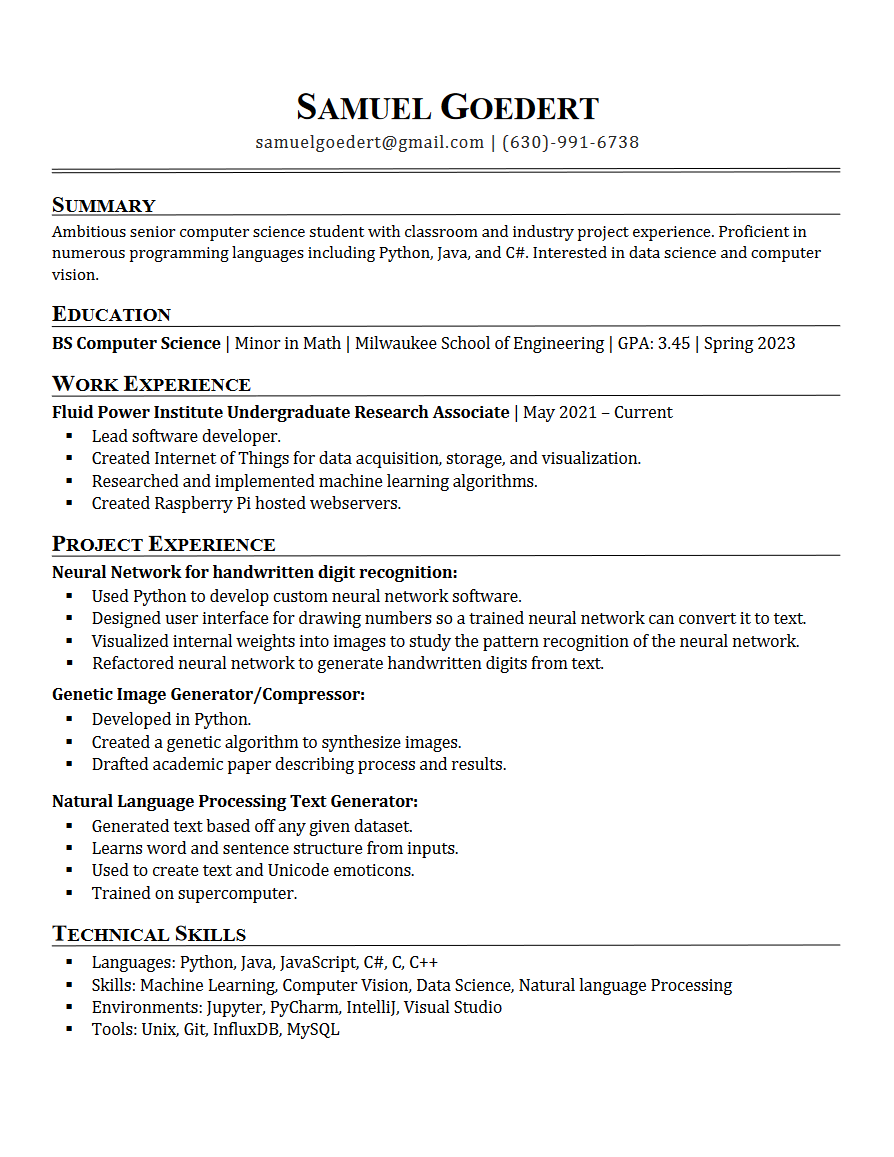 SAMUEL GOEDERT
samuelgoedert@gmail.com | (630)-991-6738
SUMMARY
Ambitious senior computer science student with classroom and industry project experience. Proficient in
numerous programming languages including Python, Java, and C#. Interested in data science and computer
vision.
EDUCATION
BS Computer Science | Minor in Math | Milwaukee School of Engineering | GPA: 3.45 | Spring 2023
WORK EXPERIENCE
Fluid Power Institute Undergraduate Research Associate | May 2021 – Current
▪ Lead software developer.
▪ Created Internet of Things for data acquisition, storage, and visualization.
▪ Researched and implemented machine learning algorithms.
▪ Created Raspberry Pi hosted webservers.
PROJECT EXPERIENCE
Neural Network for handwritten digit recognition:
▪ Used Python to develop custom neural network software.
▪ Designed user interface for drawing numbers so a trained neural network can convert it to text.
▪ Visualized internal weights into images to study the pattern recognition of the neural network.
▪ Refactored neural network to generate handwritten digits from text.
Genetic Image Generator/Compressor:
▪ Developed in Python.
▪ Created a genetic algorithm to synthesize images.
▪ Drafted academic paper describing process and results.
Natural Language Processing Text Generator:
▪ Generated text based off any given dataset.
▪ Learns word and sentence structure from inputs.
▪ Used to create text and Unicode emoticons.
▪ Trained on supercomputer.
TECHNICAL SKILLS
▪ Languages: Python, Java, JavaScript, C#, C, C++
▪ Skills: Machine Learning, Computer Vision, Data Science, Natural language Processing
▪ Environments: Jupyter, PyCharm, IntelliJ, Visual Studio
▪ Tools: Unix, Git, InfluxDB, MySQL